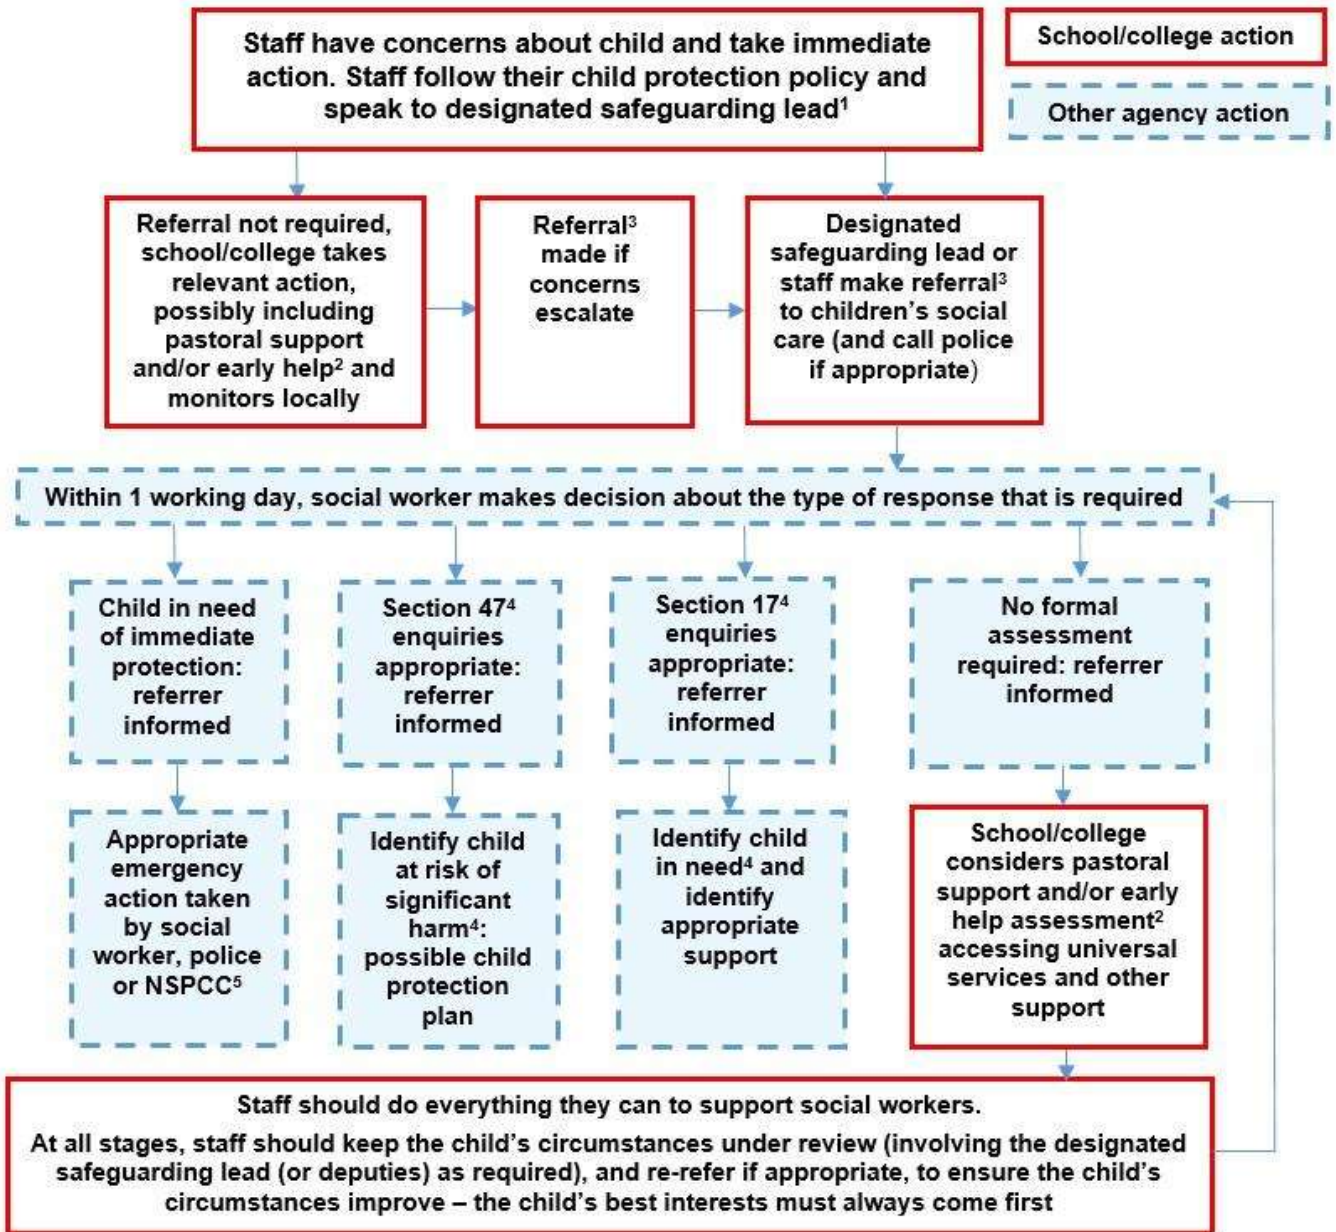 Staff have concerns about child and take immediate
action. Staff follow their child protection policy and
speak to designated safeguarding lead¹
School/college action
Other agency action
Referral not required,
school/college takes
relevant action,
possibly including
pastoral support
and/or early help² and
monitors locally
Referral³
made if
concerns
escalate
Designated
safeguarding lead or
staff make referral³
to children’s social
care (and call police
if appropriate)
Within 1 working day, social worker makes decision about the type of response that is required
Child in need
of immediate
protection:
referrer
informed
Section 47⁴
enquiries
appropriate:
referrer
informed
Section 17⁴
enquiries
appropriate:
referrer
informed
No formal
assessment
required: referrer
informed
Appropriate
emergency
action taken
by social
worker, police
or NSPCC⁵
Identify child
at risk of
significant
harm⁴:
possible child
protection
plan
Identify child
in need⁴ and
identify
appropriate
support
School/college
considers pastoral
support and/or early
help assessment²
accessing universal
services and other
support
Staff should do everything they can to support social workers.
At all stages, staff should keep the child’s circumstances under review (involving the designated
safeguarding lead (or deputies) as required), and re-refer if appropriate, to ensure the child’s
circumstances improve – the child’s best interests must always come first